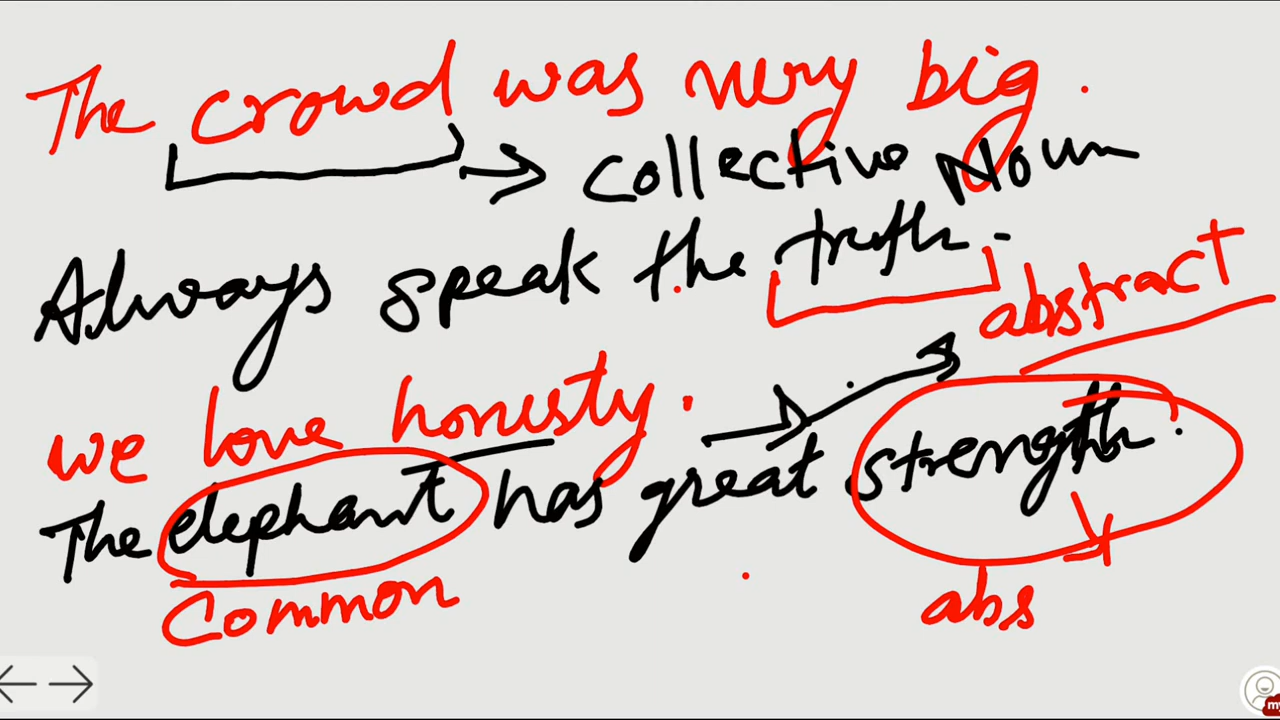 The crowd was very big.
→ collective Noun
Always speak the truth.
abstract
we love honesty.
The elephant has great strength.
Common
abs